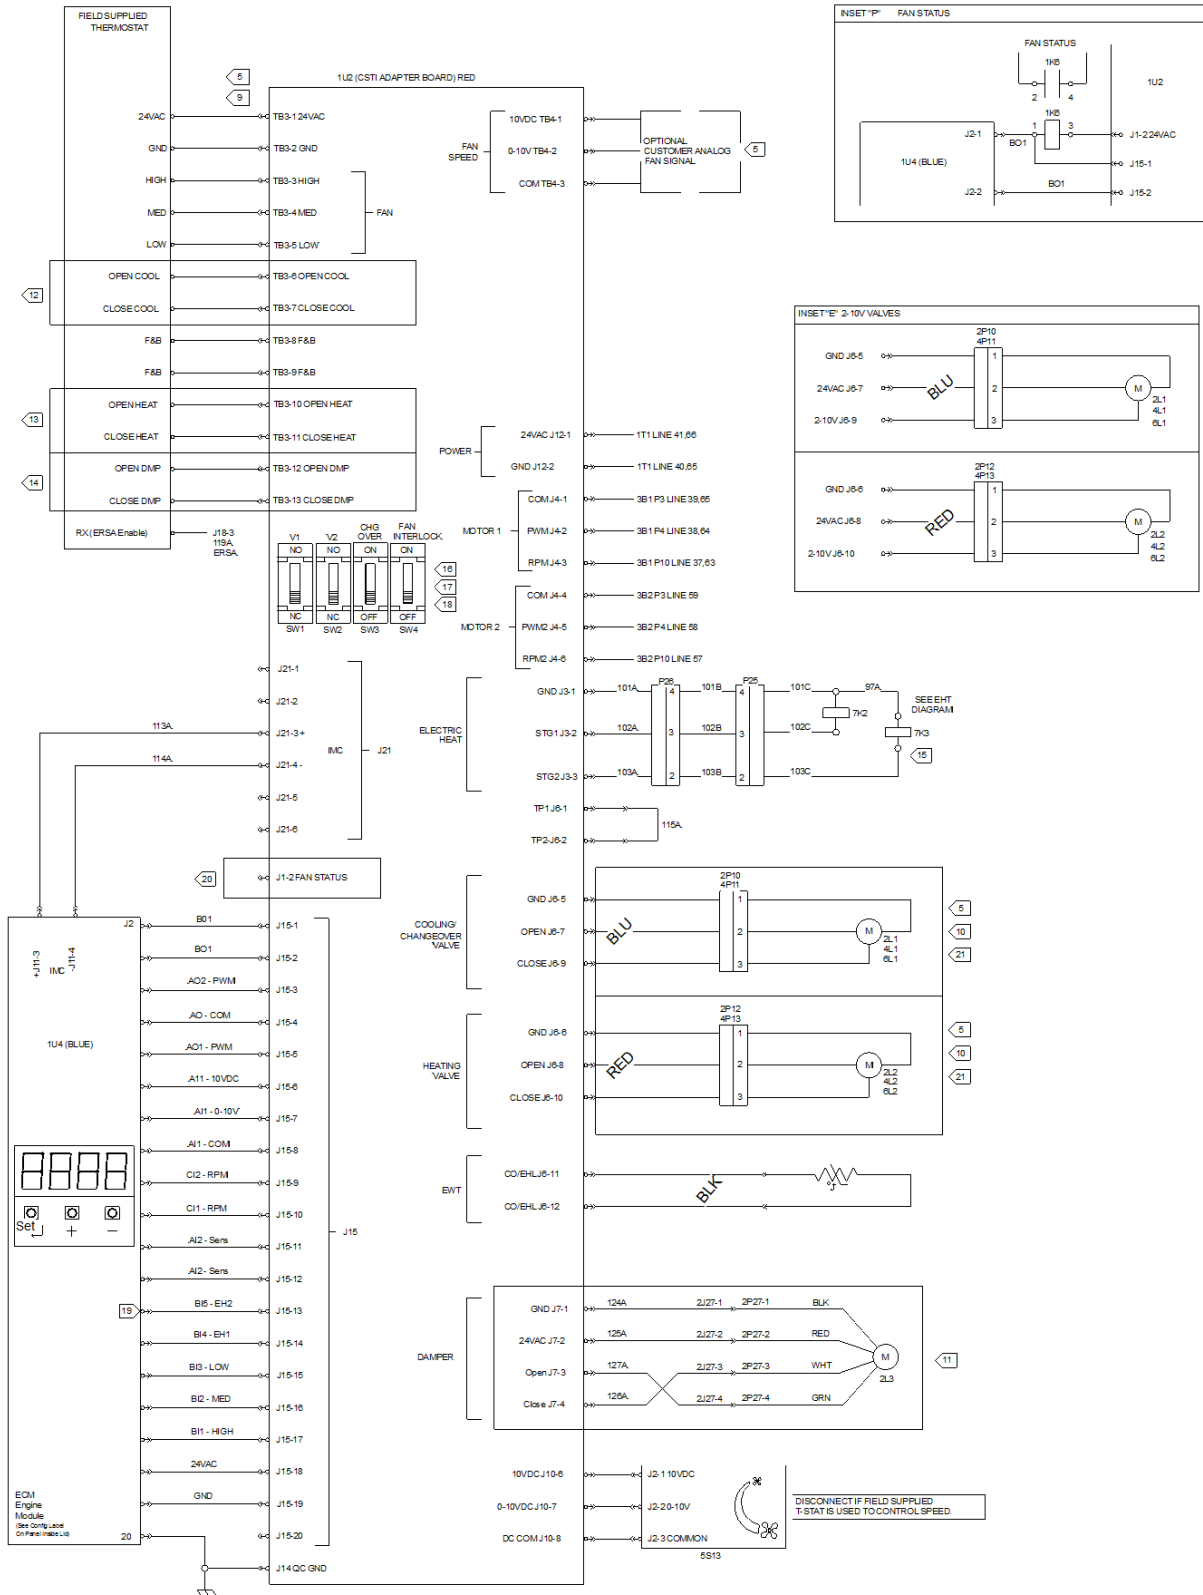 FIELD SUPPLIED
THERMOSTAT
24VAC
GND
HIGH
MED
LOW
OPEN COOL
CLOSE COOL
F&B
F&B
OPEN HEAT
CLOSE HEAT
OPEN DMP
CLOSE DMP
RX (ERSA Enable)
J18-3
119A
ERSA
12
13
14
5
9
1U2 (CSTI ADAPTER BOARD) RED
TB3-1 24VAC
TB3-2 GND
TB3-3 HIGH
TB3-4 MED
TB3-5 LOW
FAN
TB3-6 OPEN COOL
TB3-7 CLOSE COOL
TB3-8 F&B
TB3-9 F&B
TB3-10 OPEN HEAT
TB3-11 CLOSE HEAT
TB3-12 OPEN DMP
TB3-13 CLOSE DMP
V1
NO
NC
SW1
V2
NO
NC
SW2
CHG
OVER
ON
OFF
SW3
FAN
INTERLOCK
ON
OFF
SW4
16
17
18
J21-1
J21-2
J21-3 +
J21-4 -
J21-5
J21-6
IMC
J21
113A
114A
20
J1-2 FAN STATUS
FAN
SPEED
10VDC TB4-1
0-10V TB4-2
COM TB4-3
OPTIONAL
CUSTOMER ANALOG
FAN SIGNAL
5
POWER
24VAC J12-1
1T1 LINE 41,66
GND J12-2
1T1 LINE 40,65
MOTOR 1
COM J4-1
3B1 P3 LINE 39,65
PWM J4-2
3B1 P4 LINE 38,64
RPM J4-3
3B1 P10 LINE 37,63
MOTOR 2
COM J4-4
3B2 P3 LINE 59
PWM2 J4-5
3B2 P4 LINE 58
RPM2 J4-6
3B2 P10 LINE 57
ELECTRIC
HEAT
GND J3-1
STG1 J3-2
STG2 J3-3
P26
P25
101A
4
101B
4
101C
97A
102A
3
102B
3
102C
103A
2
103B
2
103C
7K2
7K3
SEE EHT
DIAGRAM
15
TP1 J6-1
TP2-J6-2
115A
COOLING/
CHANGEOVER
VALVE
GND J6-5
OPEN J6-7
CLOSE J6-9
BLU
2P10
4P11
1
2
3
M
2L1
4L1
6L1
5
10
21
HEATING
VALVE
GND J6-6
OPEN J6-8
CLOSE J6-10
RED
2P12
4P13
1
2
3
M
2L2
4L2
6L2
5
10
21
EWT
CO/EHL J6-11
CO/EHL J6-12
BLK
DAMPER
GND J7-1
124A
2J27-1
2P27-1
BLK
24VAC J7-2
125A
2J27-2
2P27-2
RED
Open J7-3
127A
2J27-3
2P27-3
WHT
Close J7-4
126A
2J27-4
2P27-4
GRN
M
2L3
11
10VDC J10-6
J2-1 10VDC
0-10VDC J10-7
J2-2 0-10V
DC COM J10-8
J2-3 COMMON
5S13
DISCONNECT IF FIELD SUPPLIED
T-STAT IS USED TO CONTROL SPEED.
+J11-3
IMC
-J11-4
J2
1U4 (BLUE)
Set
+
-
19
ECM
Engine
Module
(See Config Label
On Panel Inside Lid)
20
B01
J15-1
BO1
J15-2
AO2 - PWM
J15-3
AO - COM
J15-4
AO1 - PWM
J15-5
A11 - 10VDC
J15-6
AI1 - 0-10V
J15-7
AI1 - COM
J15-8
CI2 - RPM
J15-9
CI1 - RPM
J15-10
AI2 - Sens
J15-11
AI2 - Sens
J15-12
BI5 - EH2
J15-13
BI4 - EH1
J15-14
BI3 - LOW
J15-15
BI2 - MED
J15-16
BI1 - HIGH
J15-17
24VAC
J15-18
GND
J15-19
J15-20
J15
J14 QC GND
INSET "P" FAN STATUS
FAN STATUS
1K8
2
4
1U2
1K8
1
3
J2-1
BO1
J1-2 24VAC
J15-1
1U4 (BLUE)
J2-2
BO1
J15-2
INSET "E" 2-10V VALVES
2P10
4P11
GND J6-5
24VAC J6-7
2-10V J6-9
BLU
1
2
3
M
2L1
4L1
6L1
2P12
4P13
GND J6-6
24VAC J6-8
2-10V J6-10
RED
1
2
3
M
2L2
4L2
6L2